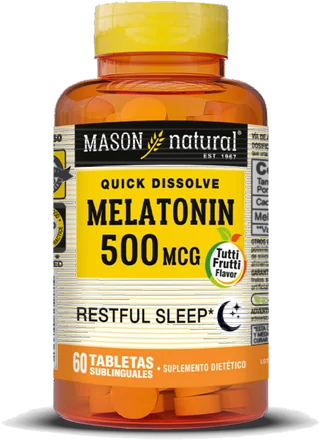 MASON natural®
EST. 1967
QUICK DISSOLVE
MELATONIN
500 MCG
Tutti
Frutti
Flavor
RESTFUL SLEEP*
60 TABLETAS
SUBLINGUALES
• SUPLEMENTO DIETÉTICO